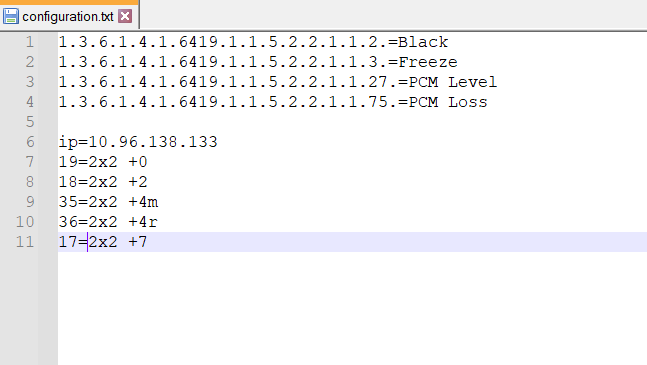 configuration.txt
1 1.3.6.1.4.1.6419.1.1.5.2.2.1.1.2.=Black
2 1.3.6.1.4.1.6419.1.1.5.2.2.1.1.3.=Freeze
3 1.3.6.1.4.1.6419.1.1.5.2.2.1.1.27.=PCM Level
4 1.3.6.1.4.1.6419.1.1.5.2.2.1.1.75.=PCM Loss
5
6 ip=10.96.138.133
7 19=2x2 +0
8 18=2x2 +2
9 35=2x2 +4m
10 36=2x2 +4r
11 17=2x2 +7